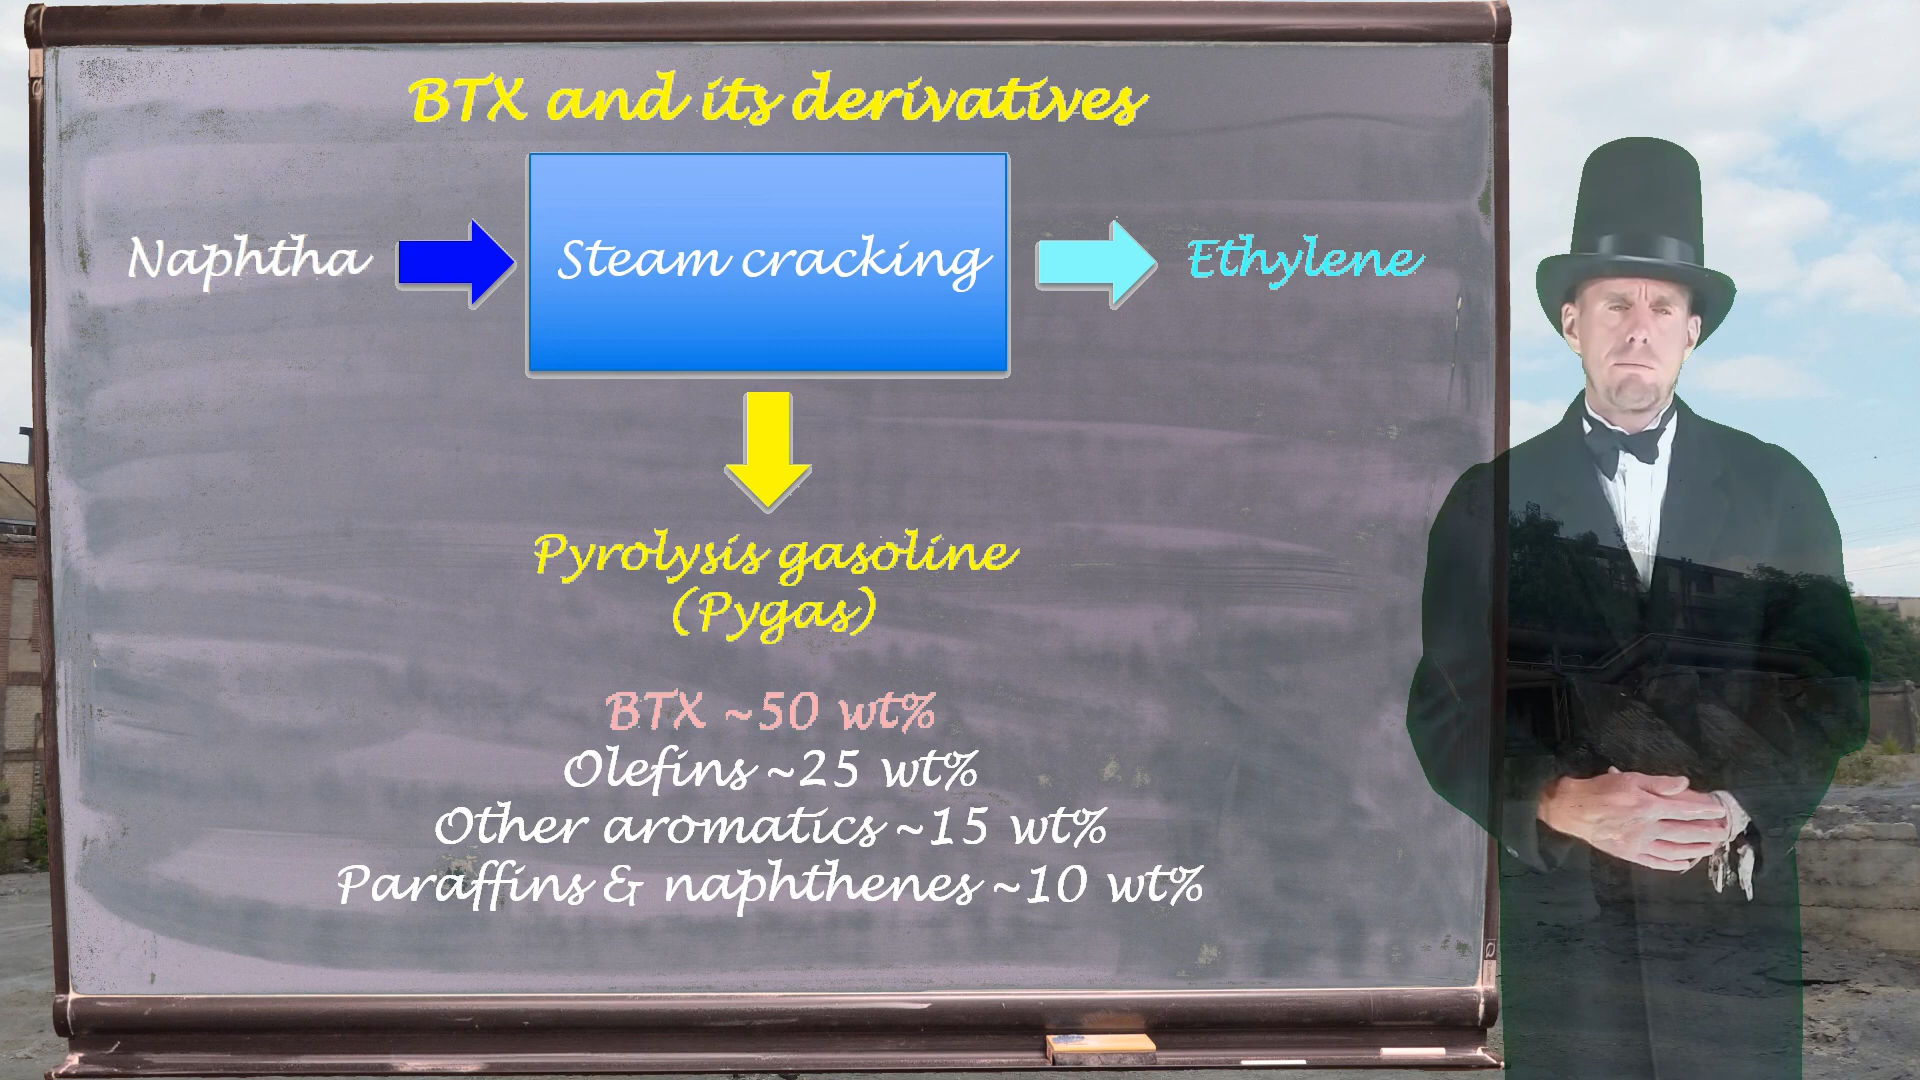 BTX and its derivatives
Naphtha
Steam cracking
Ethylene
Pyrolysis gasoline
(Pygas)
BTX ~50 wt%
Olefins ~25 wt%
Other aromatics ~15 wt%
Paraffins & naphthenes ~10 wt%